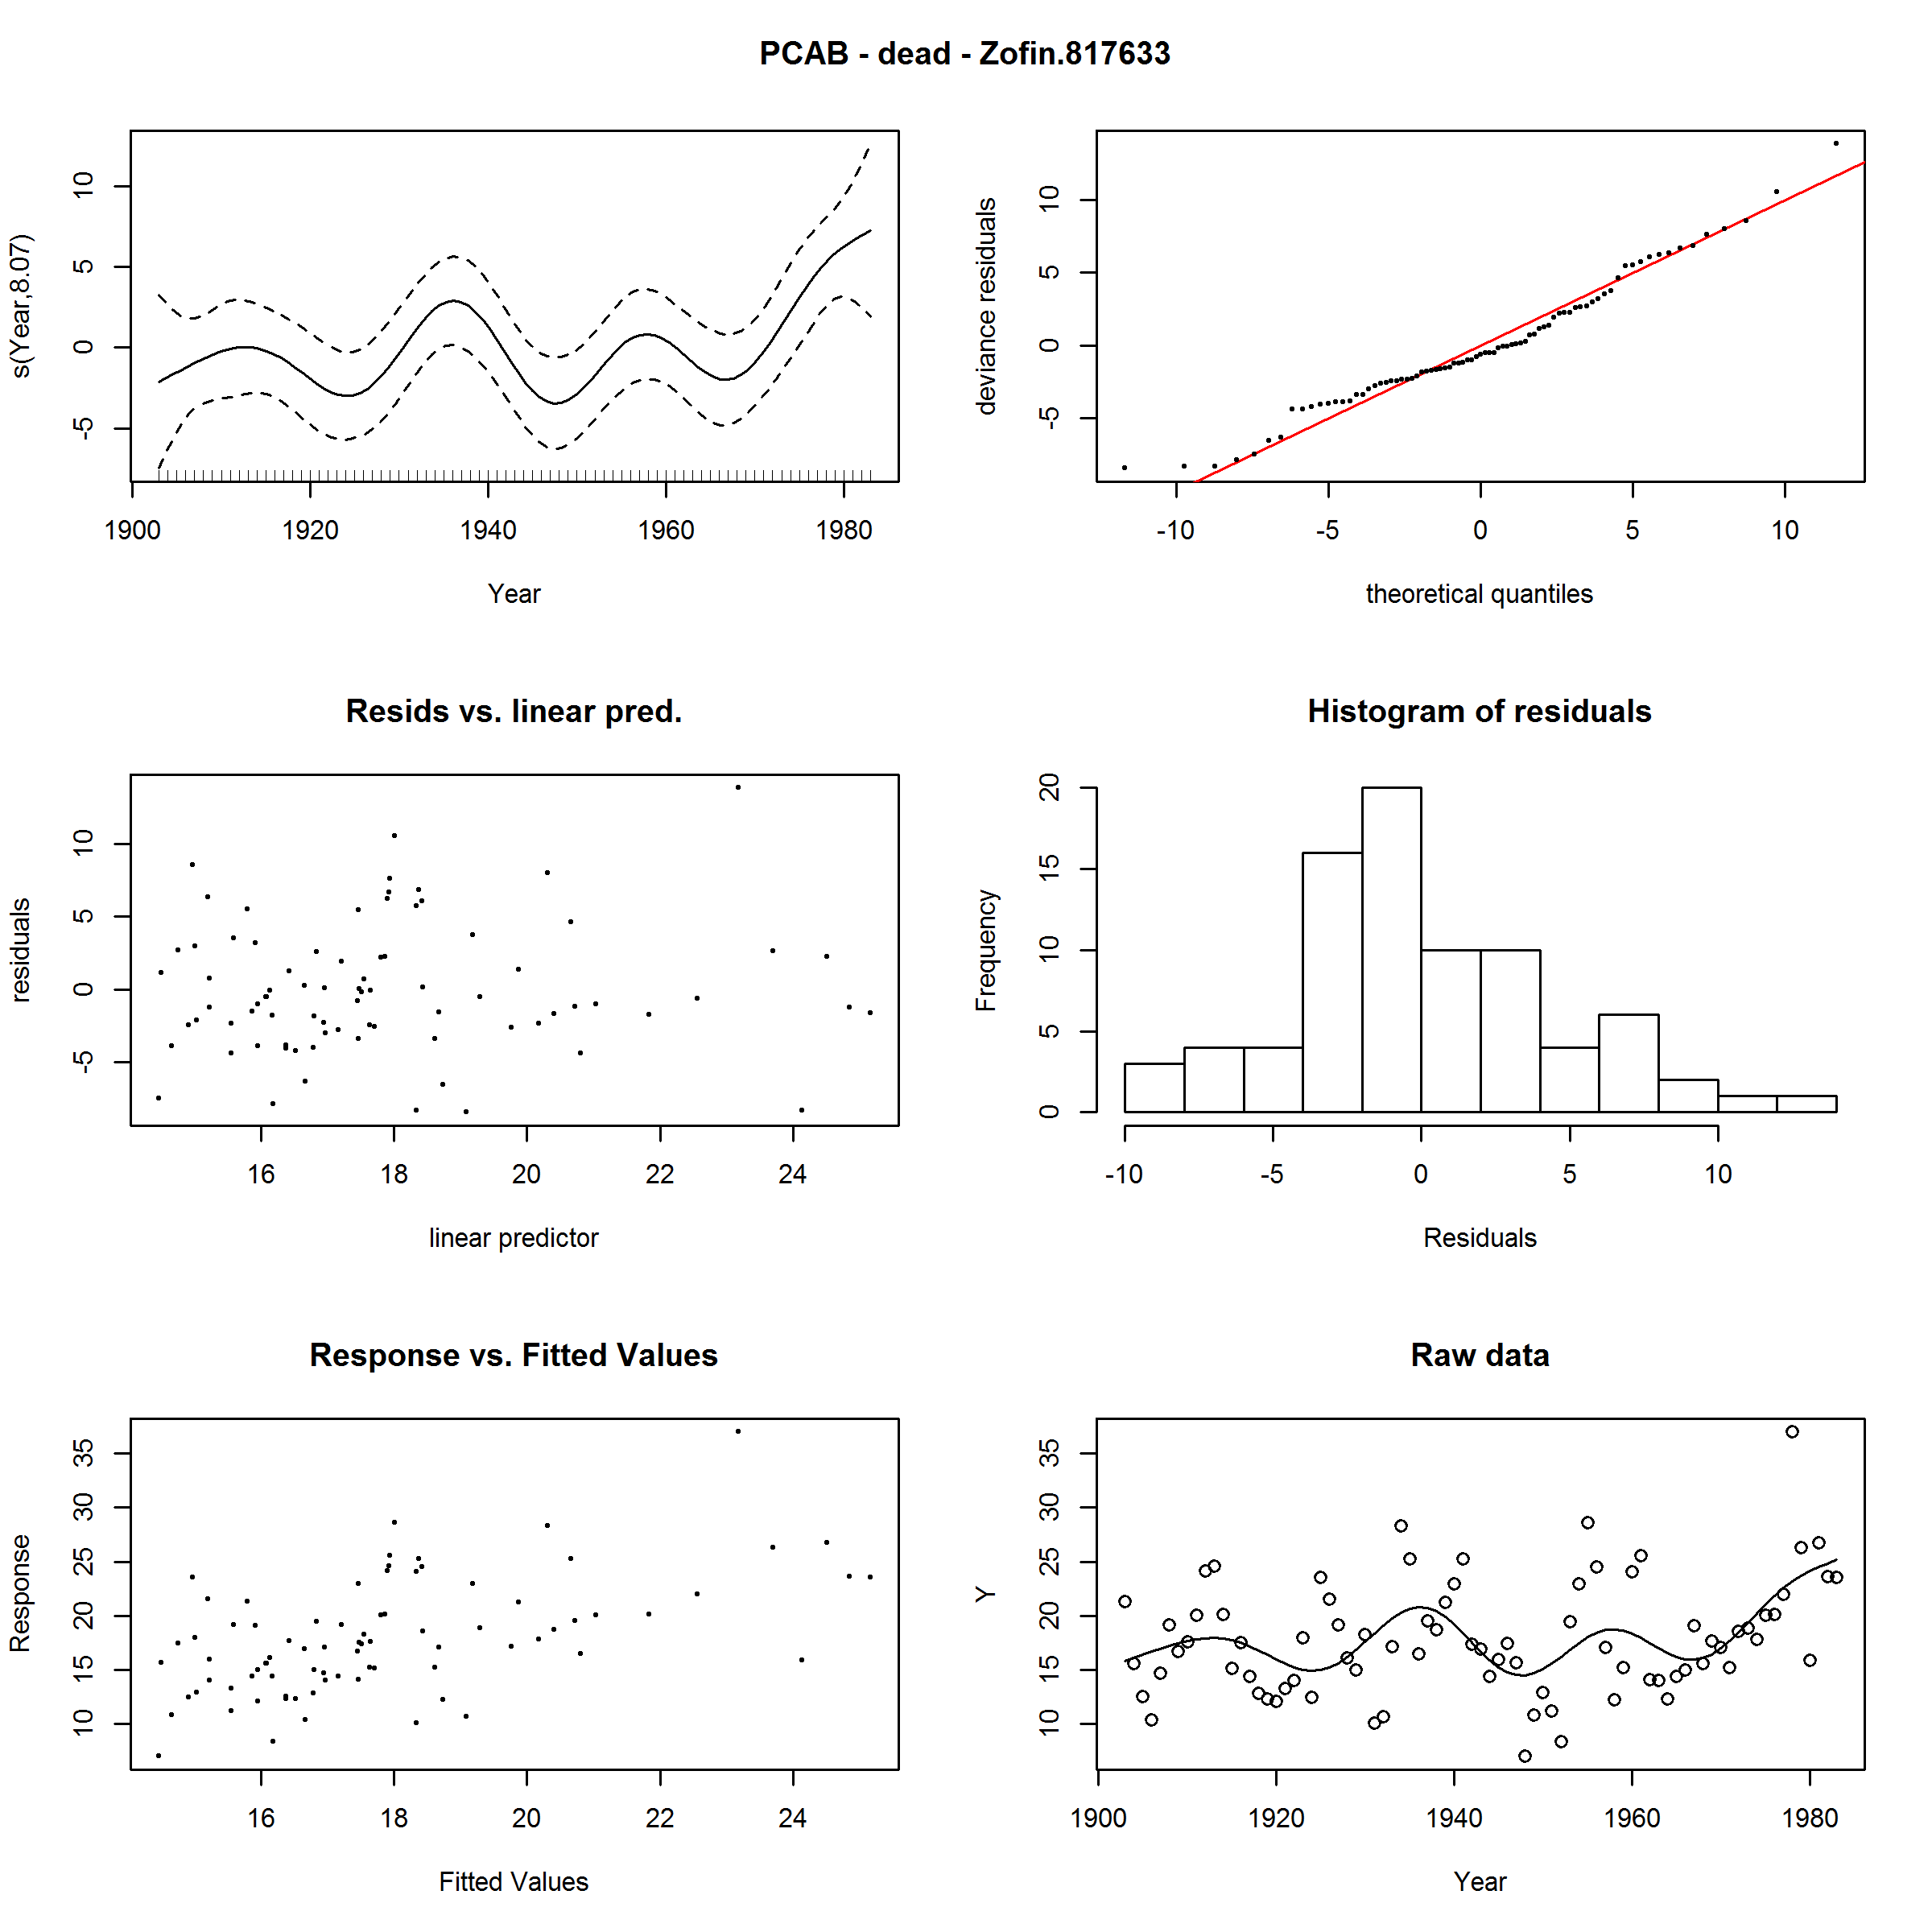 PCAB - dead - Zofin.817633
s(Year,8.07)
-5 0 5 10
1900 1920 1940 1960 1980
Year
deviance residuals
-5 0 5 10
-10 -5 0 5 10
theoretical quantiles
Resids vs. linear pred.
residuals
-5 0 5 10
16 18 20 22 24
linear predictor
Histogram of residuals
Frequency
0 5 10 15 20
-10 -5 0 5 10
Residuals
Response vs. Fitted Values
Response
10 15 20 25 30 35
16 18 20 22 24
Fitted Values
Raw data
Y
10 15 20 25 30 35
1900 1920 1940 1960 1980
Year